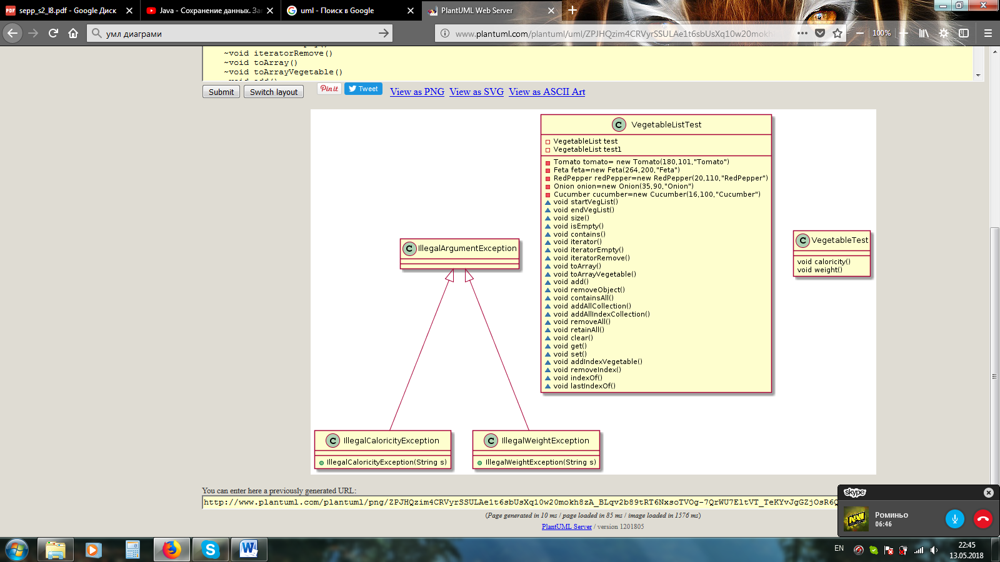 sepp_s2_l8.pdf - Google Диск
Java - Сохранение данных. За
uml - Поиск в Google
PlantUML Web Server
умл диаграми
www.plantuml.com/plantuml/uml/ZPJHQzim4CRVyrSSULAe1t6sbUsXq10w20mokh
100%
~void iteratorRemove()
~void toArray()
~void toArrayVegetable()
~void add()
Submit
Switch layout
Pin it
Tweet
View as PNG
View as SVG
View as ASCII Art
C VegetableListTest
VegetableList test
VegetableList test1
Tomato tomato= new Tomato(180,101,"Tomato")
Feta feta=new Feta(264,200,"Feta")
RedPepper redPepper=new RedPepper(20,110,"RedPepper")
Onion onion=new Onion(35,90,"Onion")
Cucumber cucumber=new Cucumber(16,100,"Cucumber")
void startVegList()
void endVegList()
void size()
void isEmpty()
void contains()
void iterator()
void iteratorEmpty()
void iteratorRemove()
void toArray()
void toArrayVegetable()
void add()
void removeObject()
void containsAll()
void addAllCollection()
void addAllIndexCollection()
void removeAll()
void retainAll()
void clear()
void get()
void set()
void addIndexVegetable()
void removeIndex()
void indexOf()
void lastIndexOf()
C IllegalArgumentException
C VegetableTest
void caloricity()
void weight()
C IllegalCaloricityException
IllegalCaloricityException(String s)
C IllegalWeightException
IllegalWeightException(String s)
You can enter here a previously generated URL:
http://www.plantuml.com/plantuml/png/ZPJHQzim4CRVyrSSULAe1t6sbUsXq10w20mokh8zA_BLqv2b89tRT6NxsoTVOg-7QrWU7EltVT_TeKYvJgGZjOsR6Q
(Page generated in 10 ms / page loaded in 85 ms / image loaded in 1576 ms)
PlantUML Server / version 1201805
skype
Роминьо
06:46
EN
22:45
13.05.2018